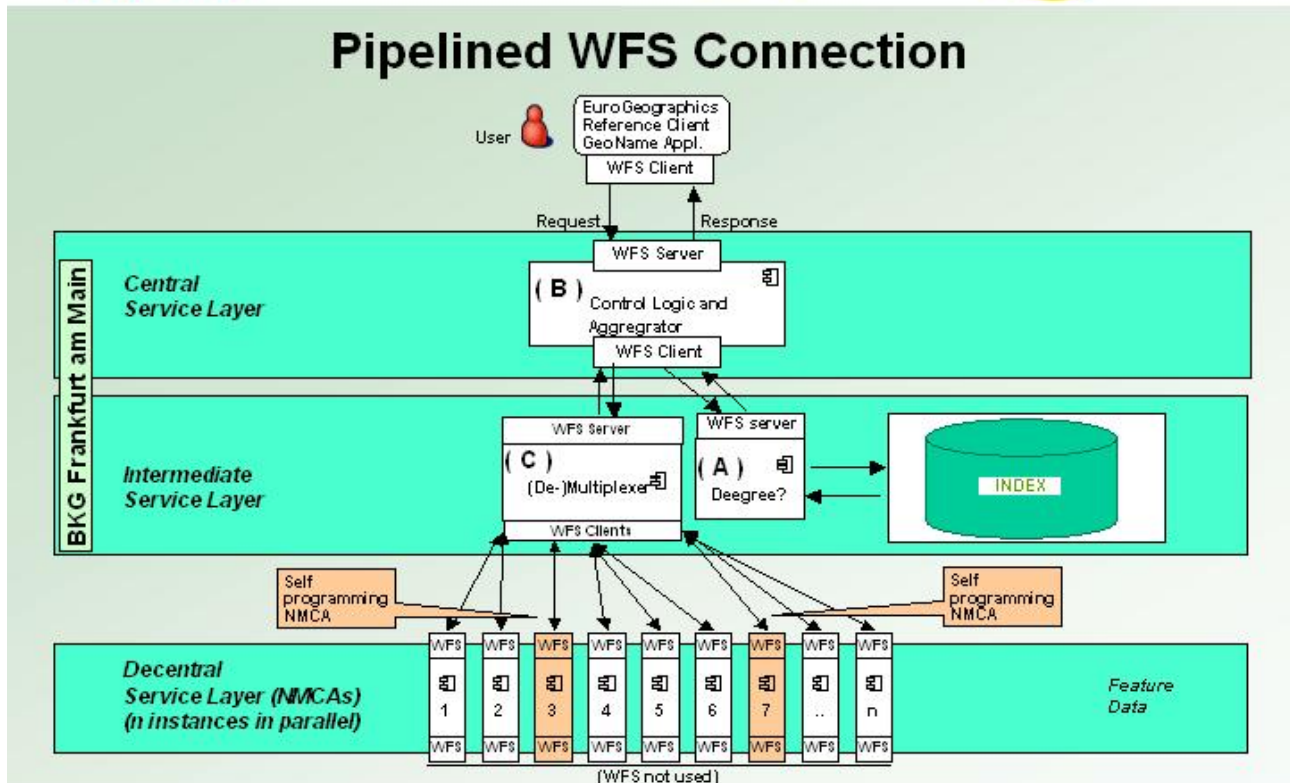 Pipelined WFS Connection
User
EuroGeographics
Reference Client
GeoName Appl.
WFS Client
Request
Response
BKG Frankfurt am Main
Central
Service Layer
WFS Server
( B )
Control Logic and
Aggregrator
WFS Client
Intermediate
Service Layer
WFS Server
( C )
(De-)Multiplexer
WFS Clients
WFS server
( A )
Deegree?
INDEX
Self
programming
NMCA
Self
programming
NMCA
Decentral
Service Layer (NMCAs)
(n instances in parallel)
WFS WFS WFS WFS WFS WFS WFS WFS WFS
1 2 3 4 5 6 7 .. n
WFS WFS WFS WFS WFS WFS WFS WFS WFS
(WFS not used)
Feature
Data